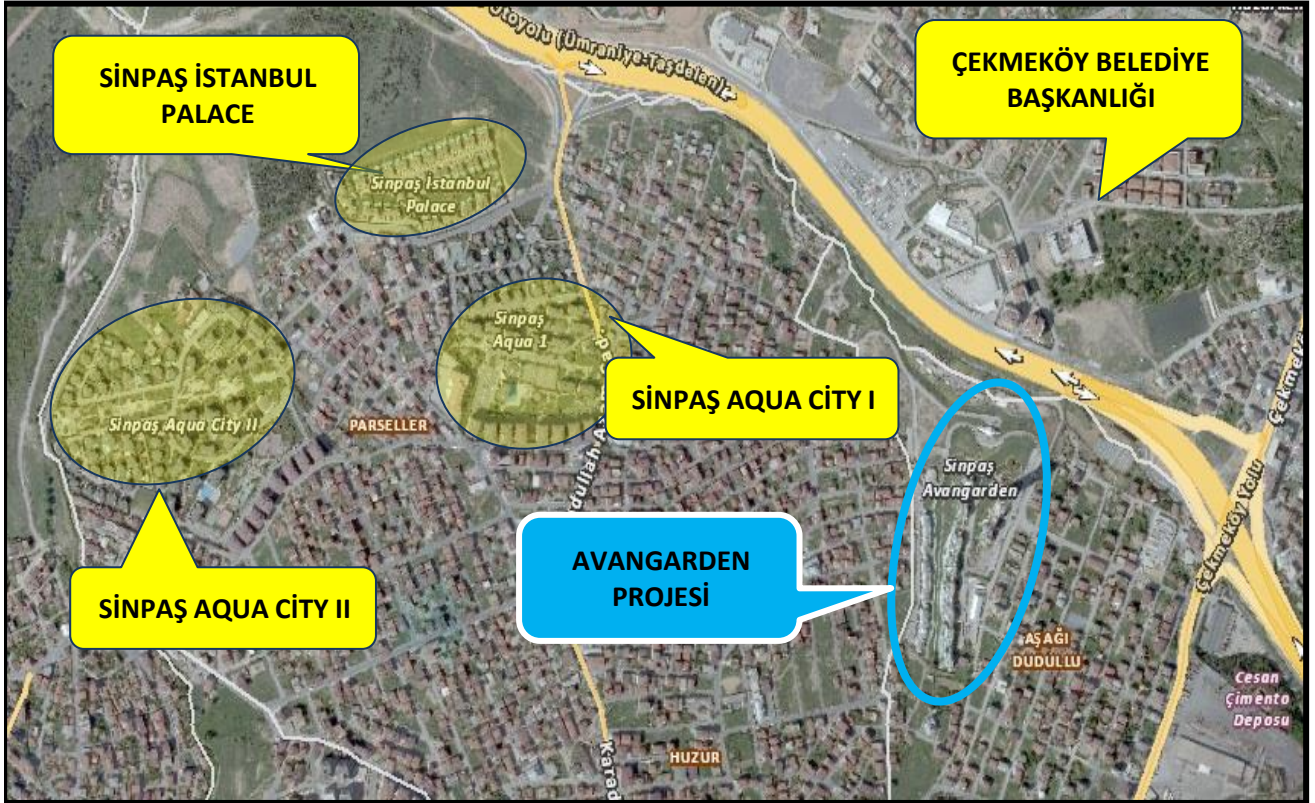 SİNPAŞ İSTANBUL
PALACE
Otoyolu (Ümraniye-Taşdelen)
ÇEKMEKÖY BELEDİYE
BAŞKANLIĞI
Sinpaş İstanbul
Palace
Sinpaş
Aqua 1
SİNPAŞ AQUA CITY I
Sinpaş Aqua City II
PARSELLER
Çekmeköy Yolu
Sinpaş
Avangarden
AVANGARDEN
PROJESİ
SİNPAŞ AQUA CİTY II
AŞAĞI
DUDULLU
Cesan
Çimento
Deposu
HUZUR